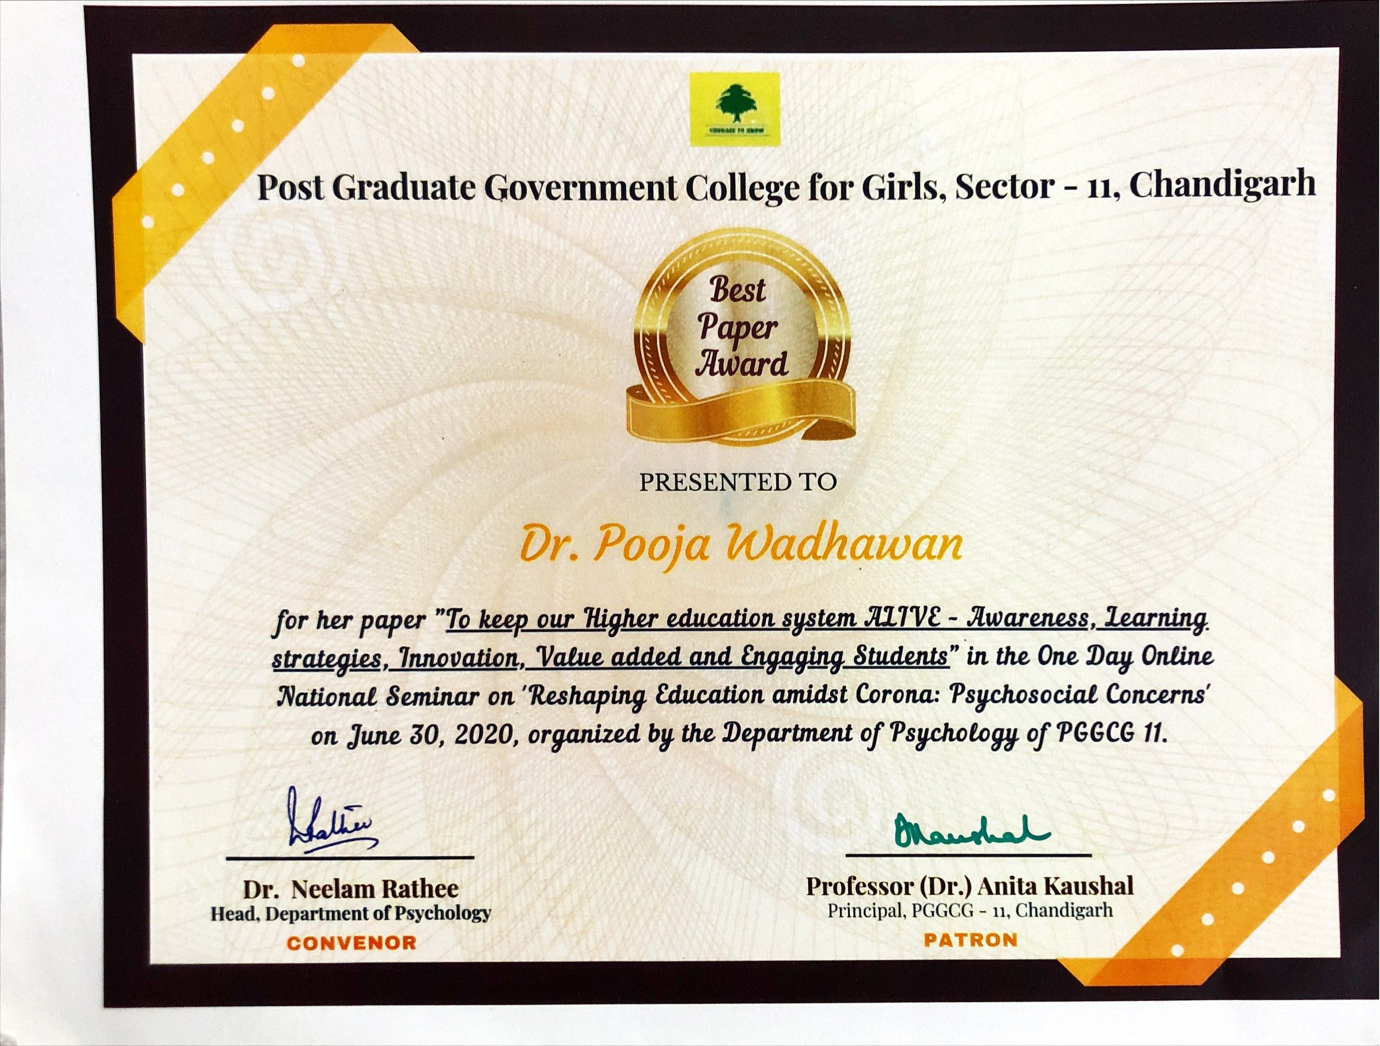 COURAGE TO GROW
Post Graduate Government College for Girls, Sector - 11, Chandigarh
Best
Paper
Award
PRESENTED TO
Dr. Pooja Wadhawan
for her paper "To keep our Higher education system ALIVE - Awareness, Learning
strategies, Innovation, Value added and Engaging Students" in the One Day Online
National Seminar on 'Reshaping Education amidst Corona: Psychosocial Concerns'
on June 30, 2020, organized by the Department of Psychology of PGGCG 11.
Dr. Neelam Rathee
Head, Department of Psychology
CONVENOR
Professor (Dr.) Anita Kaushal
Principal, PGGCG - 11, Chandigarh
PATRON